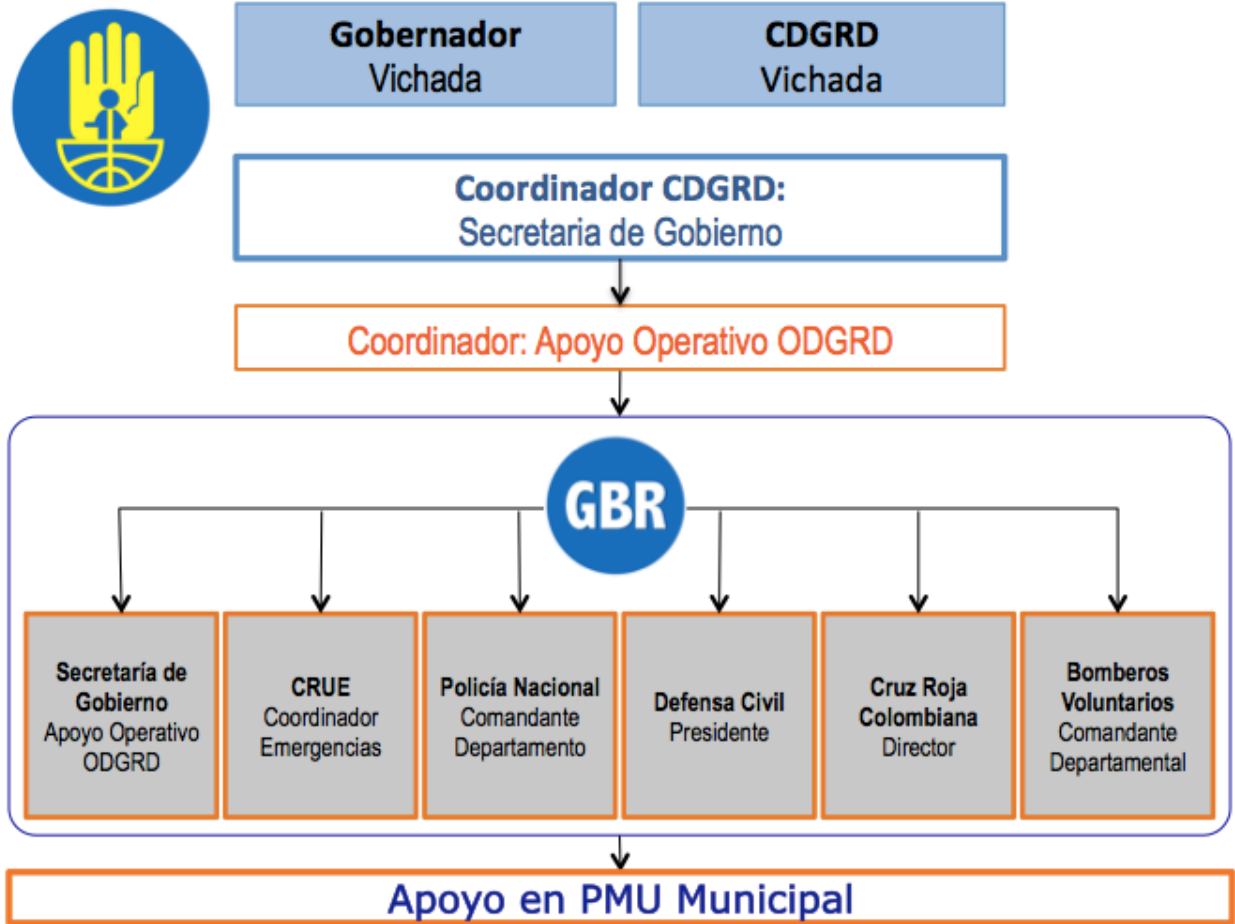 Gobernador
Vichada
CDGRD
Vichada
Coordinador CDGRD:
Secretaria de Gobierno
Coordinador: Apoyo Operativo ODGRD
GBR
Secretaría de
Gobierno
Apoyo Operativo
ODGRD
CRUE
Coordinador
Emergencias
Policía Nacional
Comandante
Departamento
Defensa Civil
Presidente
Cruz Roja
Colombiana
Director
Bomberos
Voluntarios
Comandante
Departamental
Apoyo en PMU Municipal